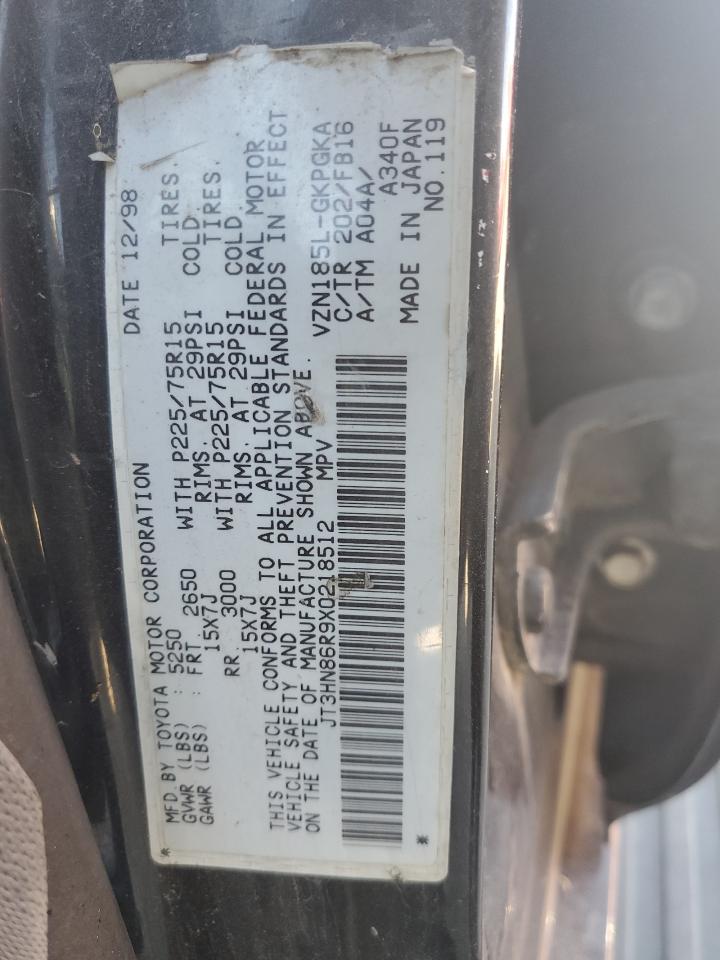 MFD. BY TOYOTA MOTOR CORPORATION DATE 12/98
GVWR (LBS) : 5250
GAWR (LBS) : FRT. 2650 WITH P225/75R15 TIRES.
15X7J RIMS. AT 29PSI COLD.
RR. 3000 WITH P225/75R15 TIRES.
15X7J RIMS. AT 29PSI COLD.
THIS VEHICLE CONFORMS TO ALL APPLICABLE FEDERAL MOTOR
VEHICLE SAFETY AND THEFT PREVENTION STANDARDS IN EFFECT
ON THE DATE OF MANUFACTURE SHOWN ABOVE.
JT3HN86R9X0218512 MPV
VZN185L-GKPGKA
C/TR 202/FB16
A/TM A04A/
A340F
MADE IN JAPAN
NO.119